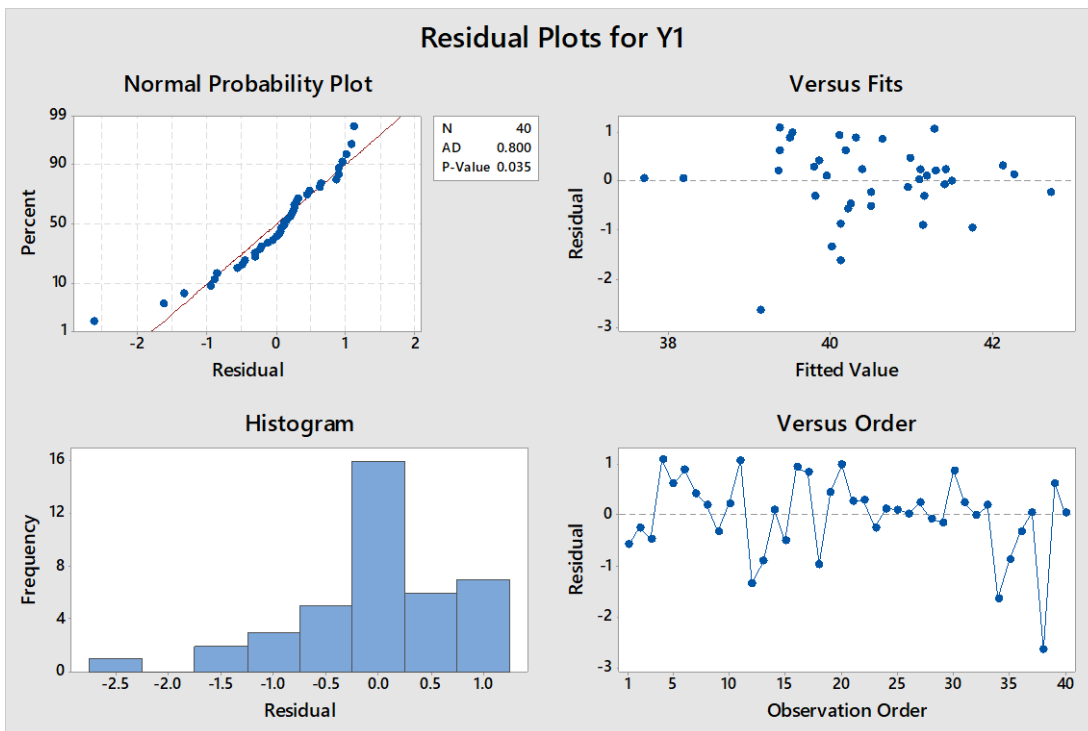 Residual Plots for Y1
Normal Probability Plot
99
90
50
10
1
Percent
-2
-1
0
1
2
Residual
N 40
AD 0.800
P-Value 0.035
Versus Fits
1
0
-1
-2
-3
Residual
38
40
42
Fitted Value
Histogram
16
12
8
4
0
Frequency
-2.5
-2.0
-1.5
-1.0
-0.5
0.0
0.5
1.0
Residual
Versus Order
1
0
-1
-2
-3
Residual
1
5
10
15
20
25
30
35
40
Observation Order